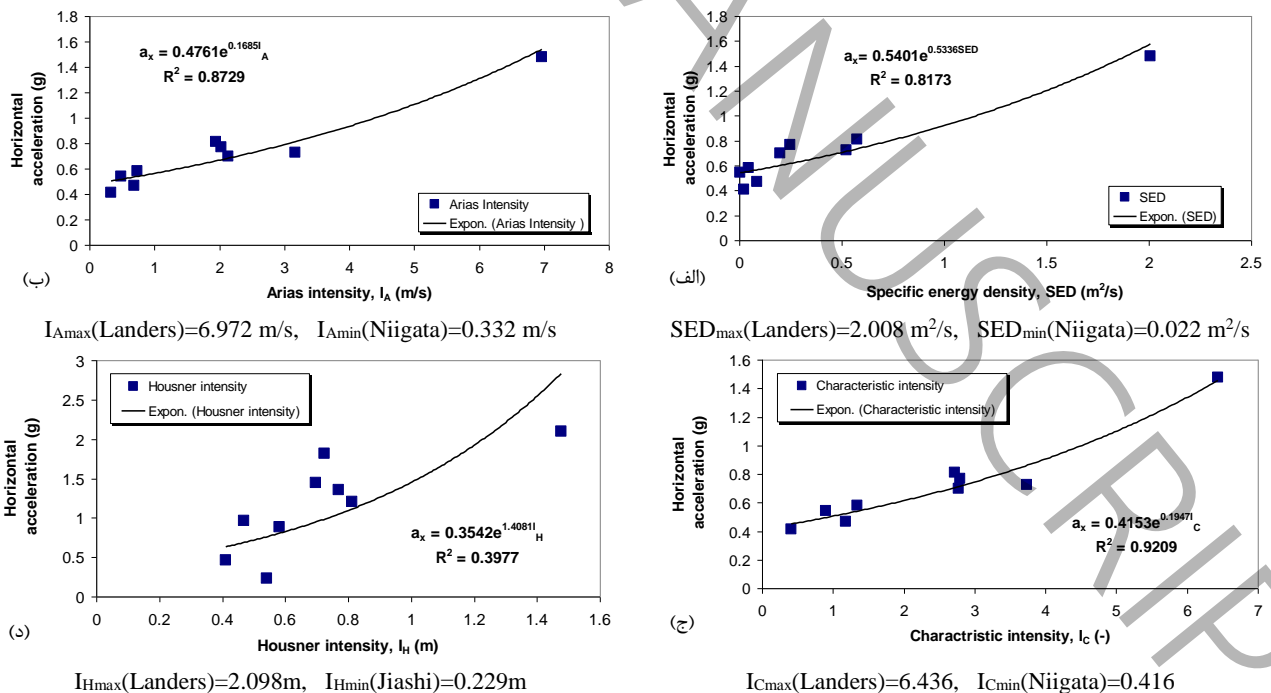 1.8
1.6
1.4
1.2
1
0.8
0.6
0.4
0.2
0
Horizontal
acceleration (g)
aₓ = 0.4761e^0.1685I_A
R² = 0.8729
Arias Intensity
Expon. (Arias Intensity )
0 1 2 3 4 5 6 7 8
Arias intensity, I_A (m/s)
(ب)
I_Amax(Landers)=6.972 m/s, I_Amin(Niigata)=0.332 m/s
1.8
1.6
1.4
1.2
1
0.8
0.6
0.4
0.2
0
Horizontal
acceleration (g)
aₓ= 0.5401e^0.5336SED
R² = 0.8173
SED
Expon. (SED)
0 0.5 1 1.5 2 2.5
Specific energy density, SED (m²/s)
(الف)
SED_max(Landers)=2.008 m²/s, SED_min(Niigata)=0.022 m²/s
3
2.5
2
1.5
1
0.5
0
Horizontal
acceleration (g)
Housner intensity
Expon. (Housner intensity)
aₓ = 0.3542e^1.4081I_H
R² = 0.3977
0 0.2 0.4 0.6 0.8 1 1.2 1.4 1.6
Housner intensity, I_H (m)
(د)
I_Hmax(Landers)=2.098m, I_Hmin(Jiashi)=0.229m
1.6
1.4
1.2
1
0.8
0.6
0.4
0.2
0
Horizontal
acceleration (g)
Characteristic intensity
Expon. (Characteristic intensity)
aₓ = 0.4153e^0.1947I_C
R² = 0.9209
0 1 2 3 4 5 6 7
Charactristic intensity, I_C (-)
(ج)
I_Cmax(Landers)=6.436, I_Cmin(Niigata)=0.416
ANUSCRIP